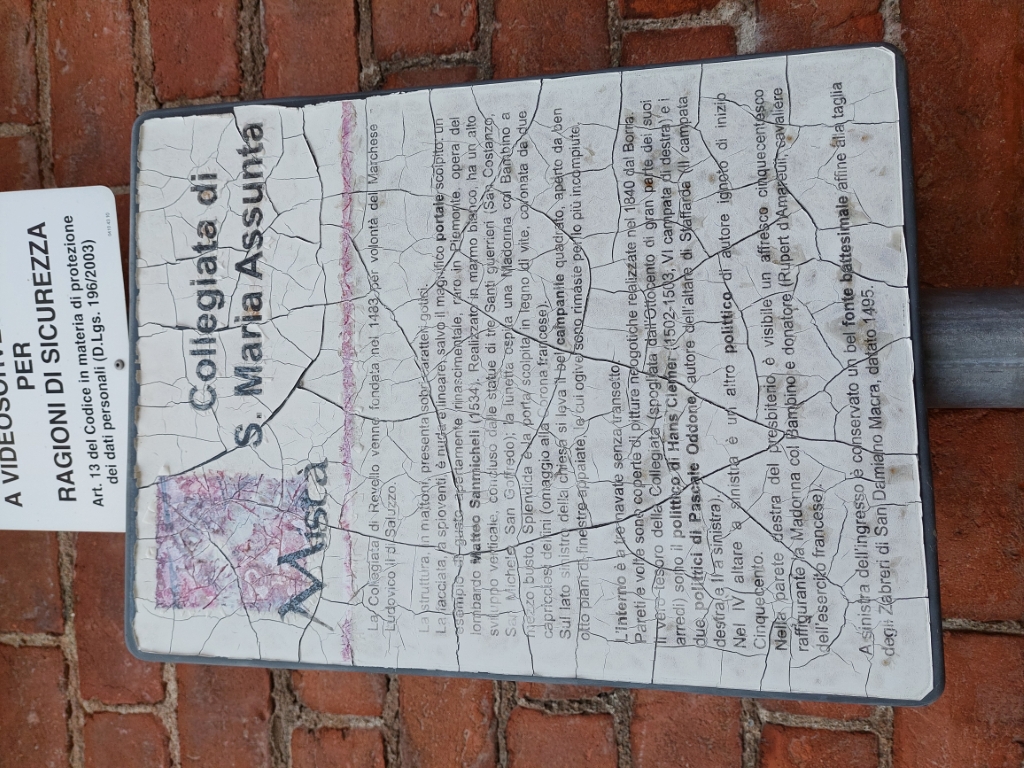 A VIDEOSORVE
PER
RAGIONI DI SICUREZZA
Art. 13 del Codice in materia di protezione
dei dati personali (D.Lgs. 196/2003)
Mistà
Collegiata di
S. Maria Assunta
La Collegiata di Revello venne fondata nel 1483 per volontà del Marchese
Ludovico II di Saluzzo.
La struttura, in mattoni, presenta sobri caratteri gotici.
La facciata, a spioventi, è nuda e lineare, salvo il magnifico portale scolpito: un
esempio di gusto apertamente rinascimentale, raro in Piemonte, opera del
lombardo Matteo Sanmicheli (1534). Realizzato in marmo bianco, ha un alto
sviluppo verticale, concluso dalle statue di tre Santi guerrieri (San Costanzo,
San Michele, San Goffredo); la lunetta ospita una Madonna col Bambino a
mezzo busto. Splendida è la porta scolpita in legno di vite, coronata da due
capricciosi delfini (omaggio alla Corona francese).
Sul lato sinistro della chiesa si leva il bel campanile quadrato, aperto da ben
otto piani di finestre appaiate, le cui ogive sono rimaste per lo più incompiute.
L'interno è a tre navate senza transetto.
Pareti e volte sono coperte di pitture neogotiche realizzate nel 1840 dal Borra.
Il vero tesoro della Collegiata (spogliata dall'Ottocento di gran parte dei suoi
arredi) sono il polittico di Hans Clemer (1502-1503, VI campata di destra) e i
due polittici di Pascale Oddone, autore dell'altare di Staffarda (II campata
destra e II a sinistra).
Nel IV altare a sinistra è un altro polittico di autore ignoto di inizio
Cinquecento.
Nella parete destra del presbiterio è visibile un affresco cinquecentesco
raffigurante la Madonna col Bambino e donatore (Rupert d'Amareuil, cavaliere
dell'esercito francese).
A sinistra dell'ingresso è conservato un bel fonte battesimale affine alla taglia
degli Zabreri di San Damiano Macra, datato 1495.